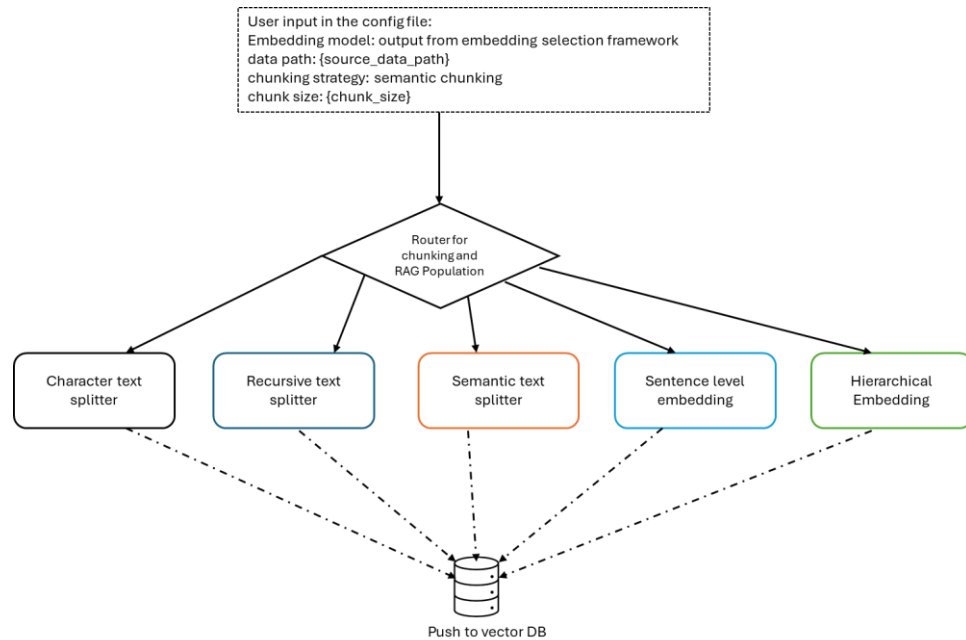 User input in the config file:
Embedding model: output from embedding selection framework
data path: {source_data_path}
chunking strategy: semantic chunking
chunk size: {chunk_size}
Router for
chunking and
RAG Population
Character text
splitter
Recursive text
splitter
Semantic text
splitter
Sentence level
embedding
Hierarchical
Embedding
Push to vector DB